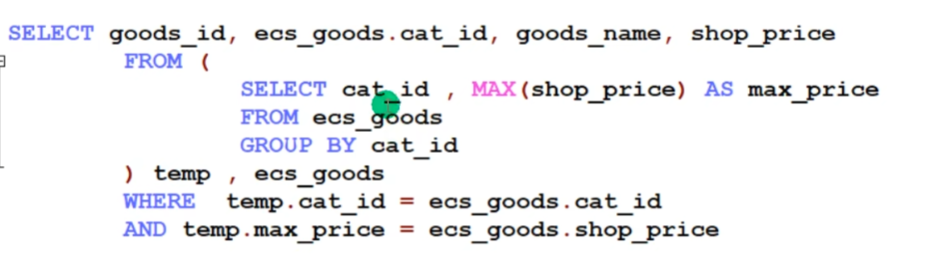 SELECT goods_id, ecs_goods.cat_id, goods_name, shop_price
FROM (
SELECT cat_id , MAX(shop_price) AS max_price
FROM ecs_goods
GROUP BY cat_id
) temp , ecs_goods
WHERE temp.cat_id = ecs_goods.cat_id
AND temp.max_price = ecs_goods.shop_price